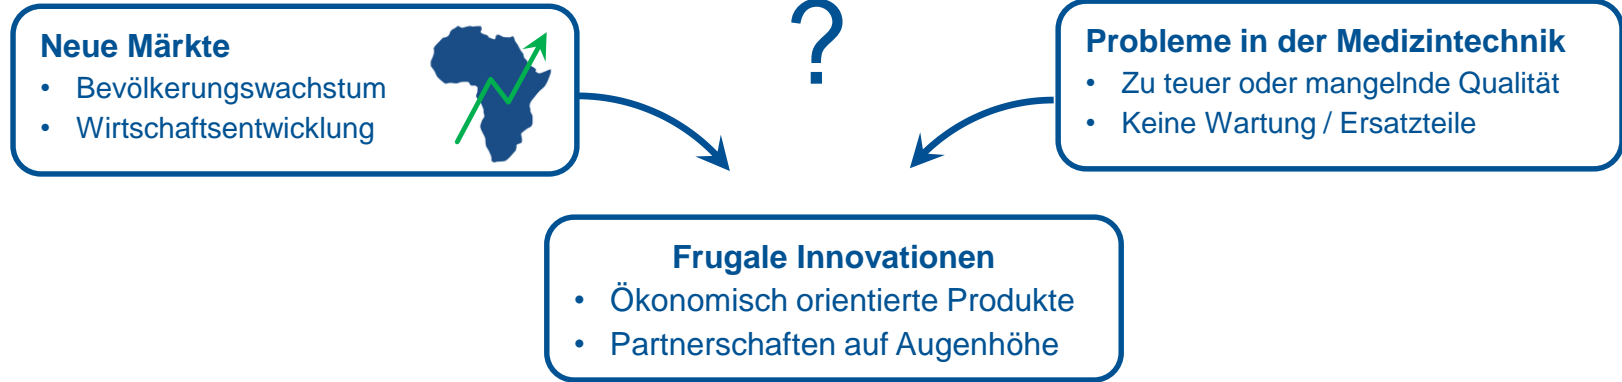 Neue Märkte
• Bevölkerungswachstum
• Wirtschaftsentwicklung
?
Probleme in der Medizintechnik
• Zu teuer oder mangelnde Qualität
• Keine Wartung / Ersatzteile
Frugale Innovationen
• Ökonomisch orientierte Produkte
• Partnerschaften auf Augenhöhe